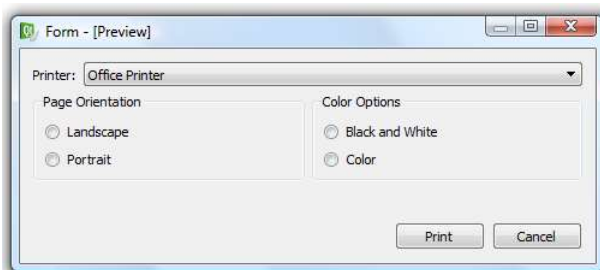 Form - [Preview]
Printer: Office Printer
Page Orientation
Landscape
Portrait
Color Options
Black and White
Color
Print Cancel